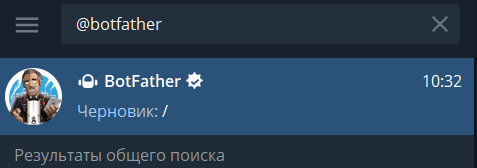 @botfather
BotFather 10:32
Черновик: /
Результаты общего поиска